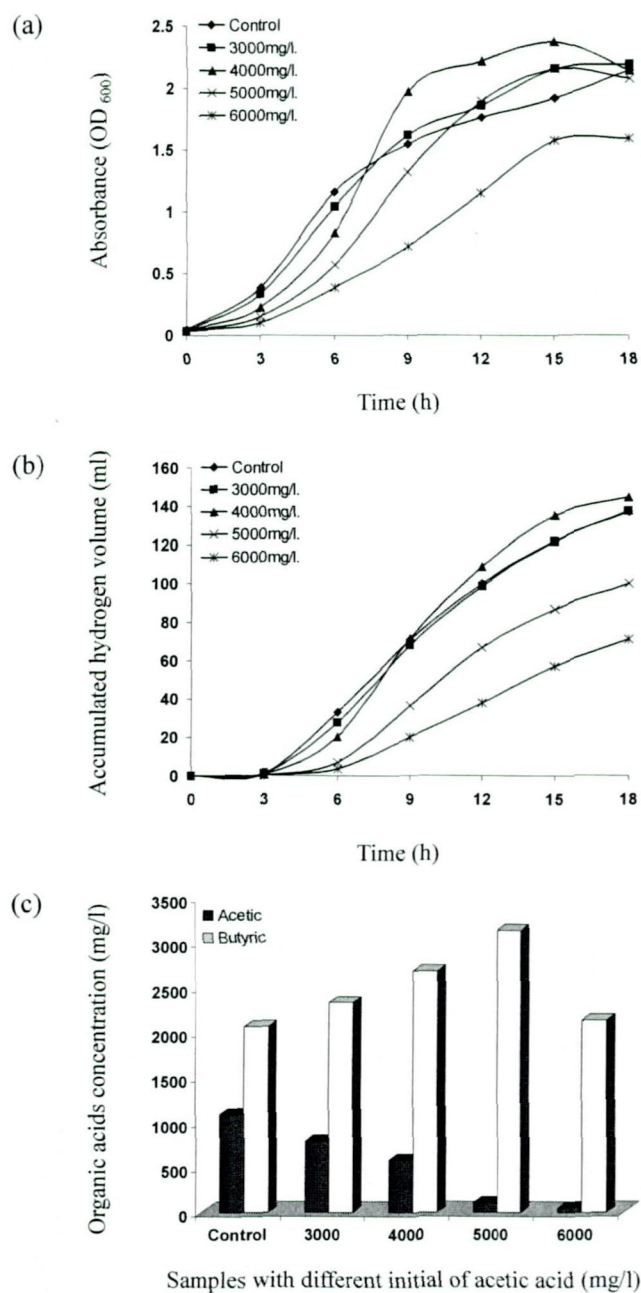 (a)
Absorbance (OD 600)
2.5
2
1.5
1
0.5
0
Control
3000mg/l.
4000mg/l.
5000mg/l.
6000mg/l.
0 3 6 9 12 15 18
Time (h)
(b)
Accumulated hydrogen volume (ml)
160
140
120
100
80
60
40
20
0
Control
3000mg/l.
4000mg/l.
5000mg/l.
6000mg/l.
0 3 6 9 12 15 18
Time (h)
(c)
Organic acids concentration (mg/l)
3500
3000
2500
2000
1500
1000
500
0
Acetic
Butyric
Control 3000 4000 5000 6000
Samples with different initial of acetic acid (mg/l)